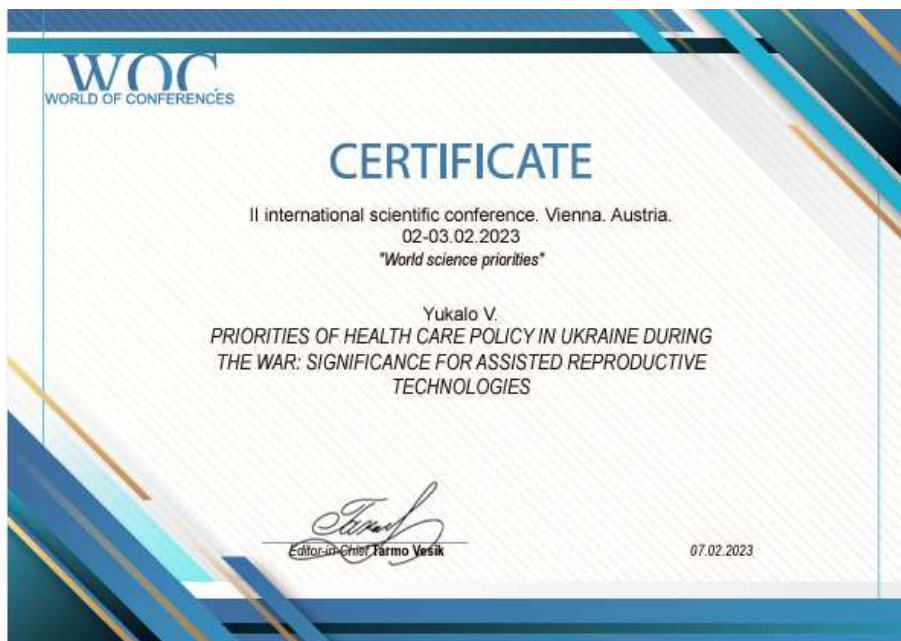 WOC
WORLD OF CONFERENCES
CERTIFICATE
II international scientific conference. Vienna. Austria.
02-03.02.2023
"World science priorities"
Yukalo V.
PRIORITIES OF HEALTH CARE POLICY IN UKRAINE DURING
THE WAR: SIGNIFICANCE FOR ASSISTED REPRODUCTIVE
TECHNOLOGIES
Editor-in-Chief Tarmo Vesik
07.02.2023